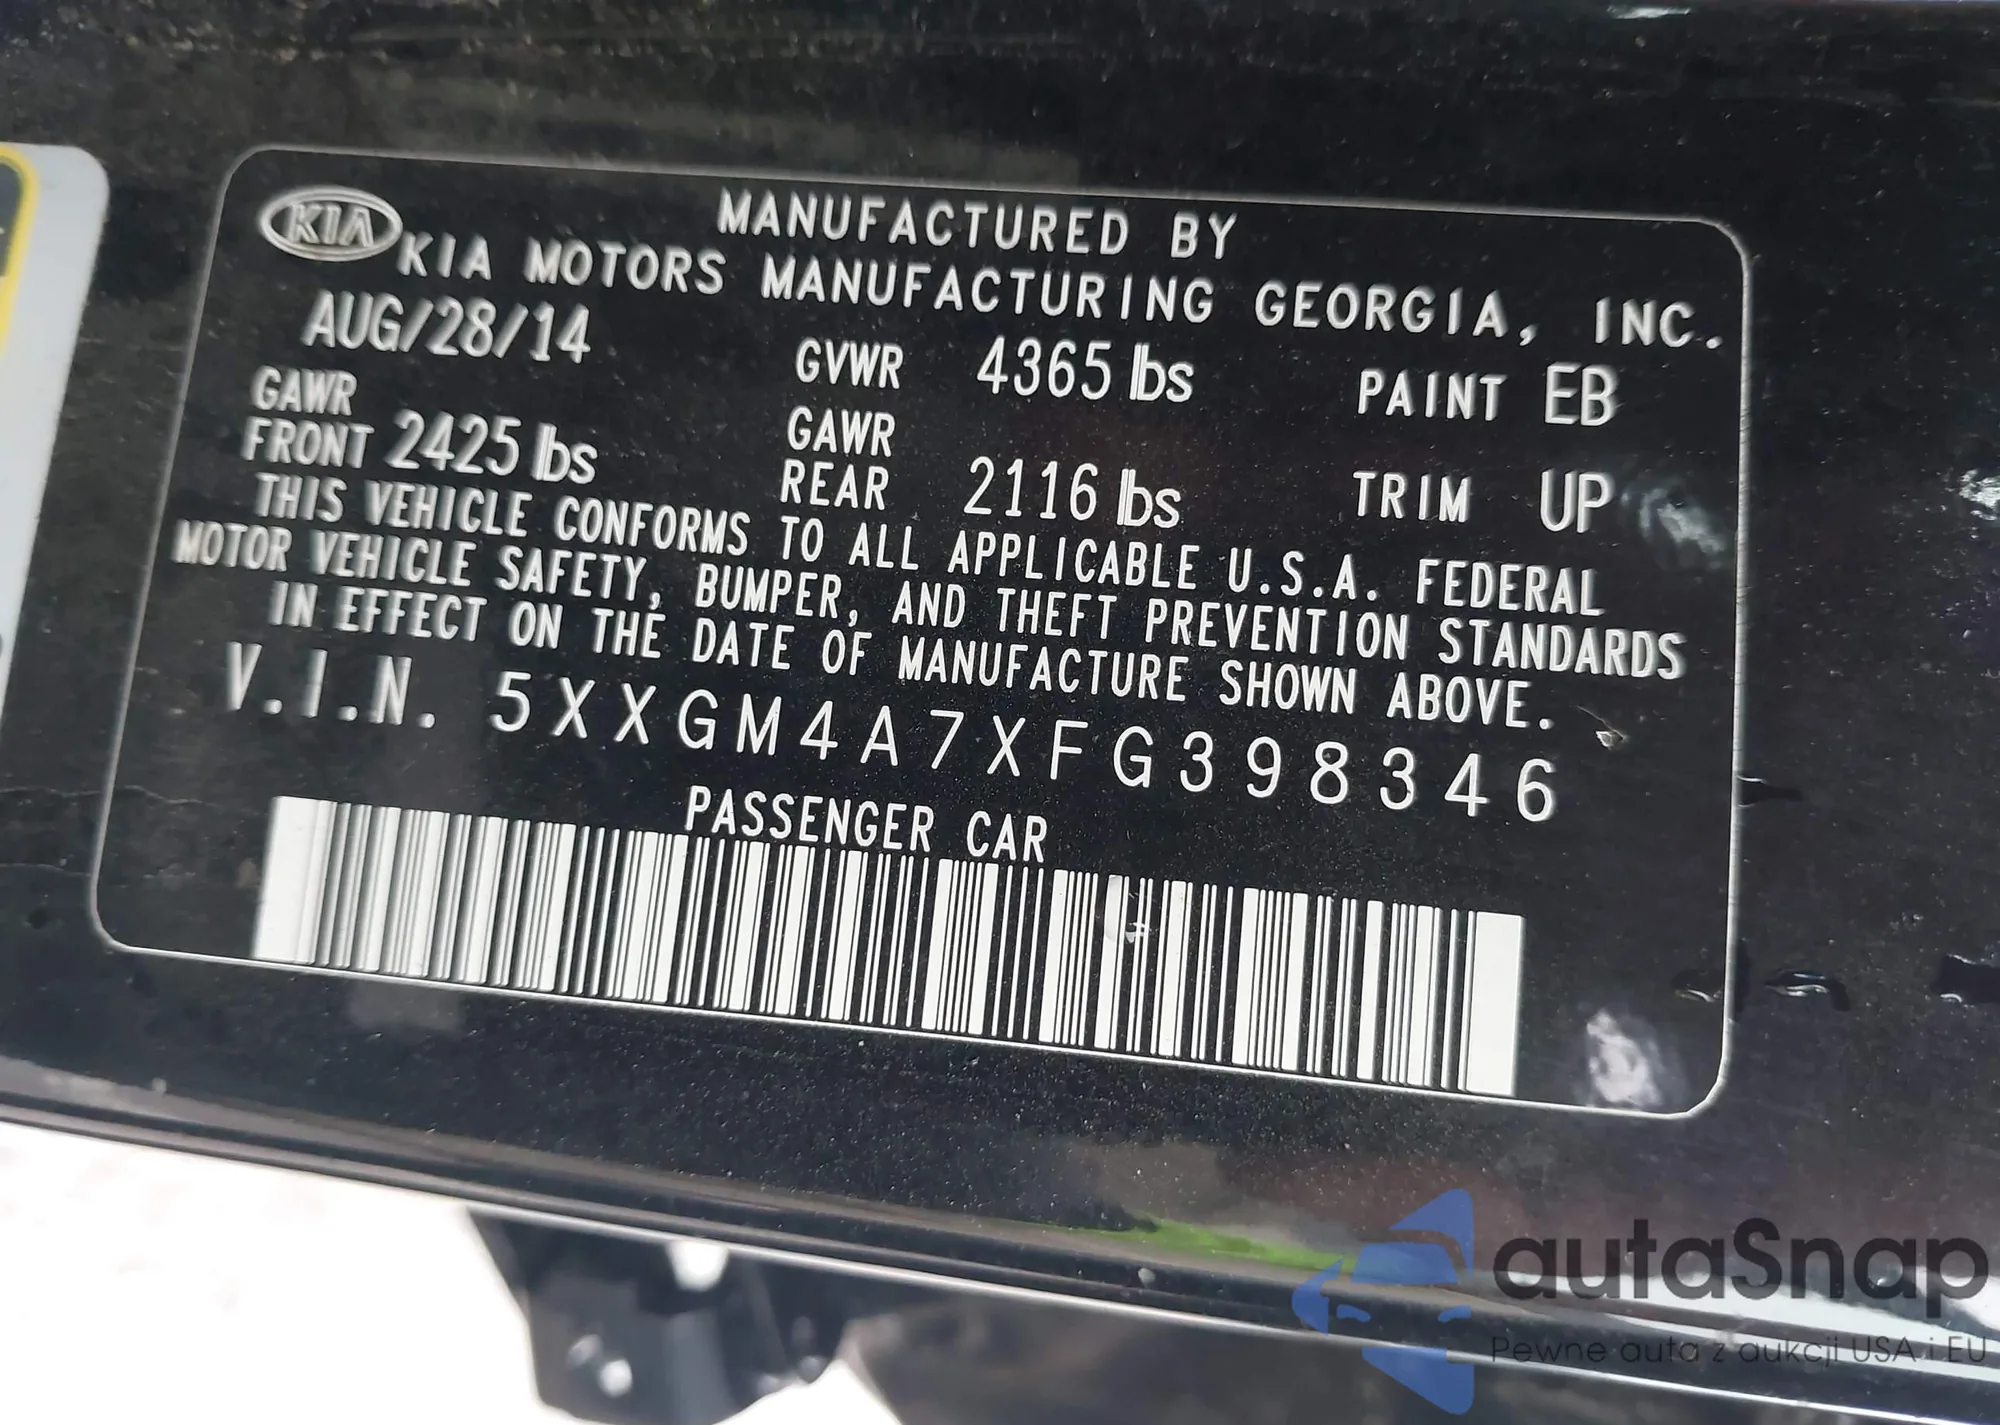 KIA
MANUFACTURED BY
KIA MOTORS MANUFACTURING GEORGIA, INC.
AUG/28/14
GVWR 4365 lbs
PAINT EB
GAWR
FRONT 2425 lbs
GAWR
REAR 2116 lbs
TRIM UP
THIS VEHICLE CONFORMS TO ALL APPLICABLE U.S.A. FEDERAL
MOTOR VEHICLE SAFETY, BUMPER, AND THEFT PREVENTION STANDARDS
IN EFFECT ON THE DATE OF MANUFACTURE SHOWN ABOVE.
V.I.N. 5XXGM4A7XFG398346
PASSENGER CAR
autaSnap
Pewne auta z aukcji USA i EU